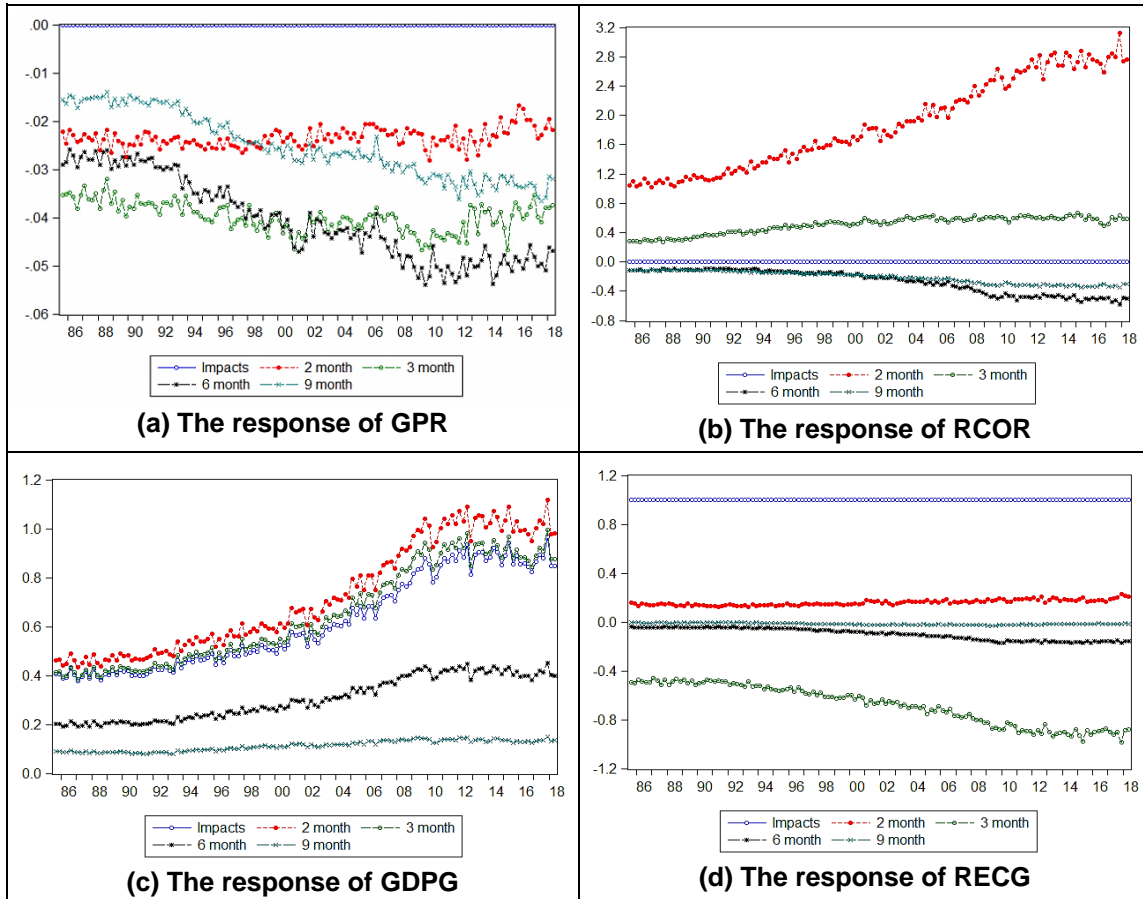 .00
-.01
-.02
-.03
-.04
-.05
-.06
86 88 90 92 94 96 98 00 02 04 06 08 10 12 14 16 18
Impacts 2 month 3 month
6 month 9 month
(a) The response of GPR
3.2
2.8
2.4
2.0
1.6
1.2
0.8
0.4
0.0
-0.4
-0.8
86 88 90 92 94 96 98 00 02 04 06 08 10 12 14 16 18
Impacts 2 month 3 month
6 month 9 month
(b) The response of RCOR
1.2
1.0
0.8
0.6
0.4
0.2
0.0
86 88 90 92 94 96 98 00 02 04 06 08 10 12 14 16 18
Impacts 2 month 3 month
6 month 9 month
(c) The response of GDPG
1.2
0.8
0.4
0.0
-0.4
-0.8
-1.2
86 88 90 92 94 96 98 00 02 04 06 08 10 12 14 16 18
Impacts 2 month 3 month
6 month 9 month
(d) The response of RECG